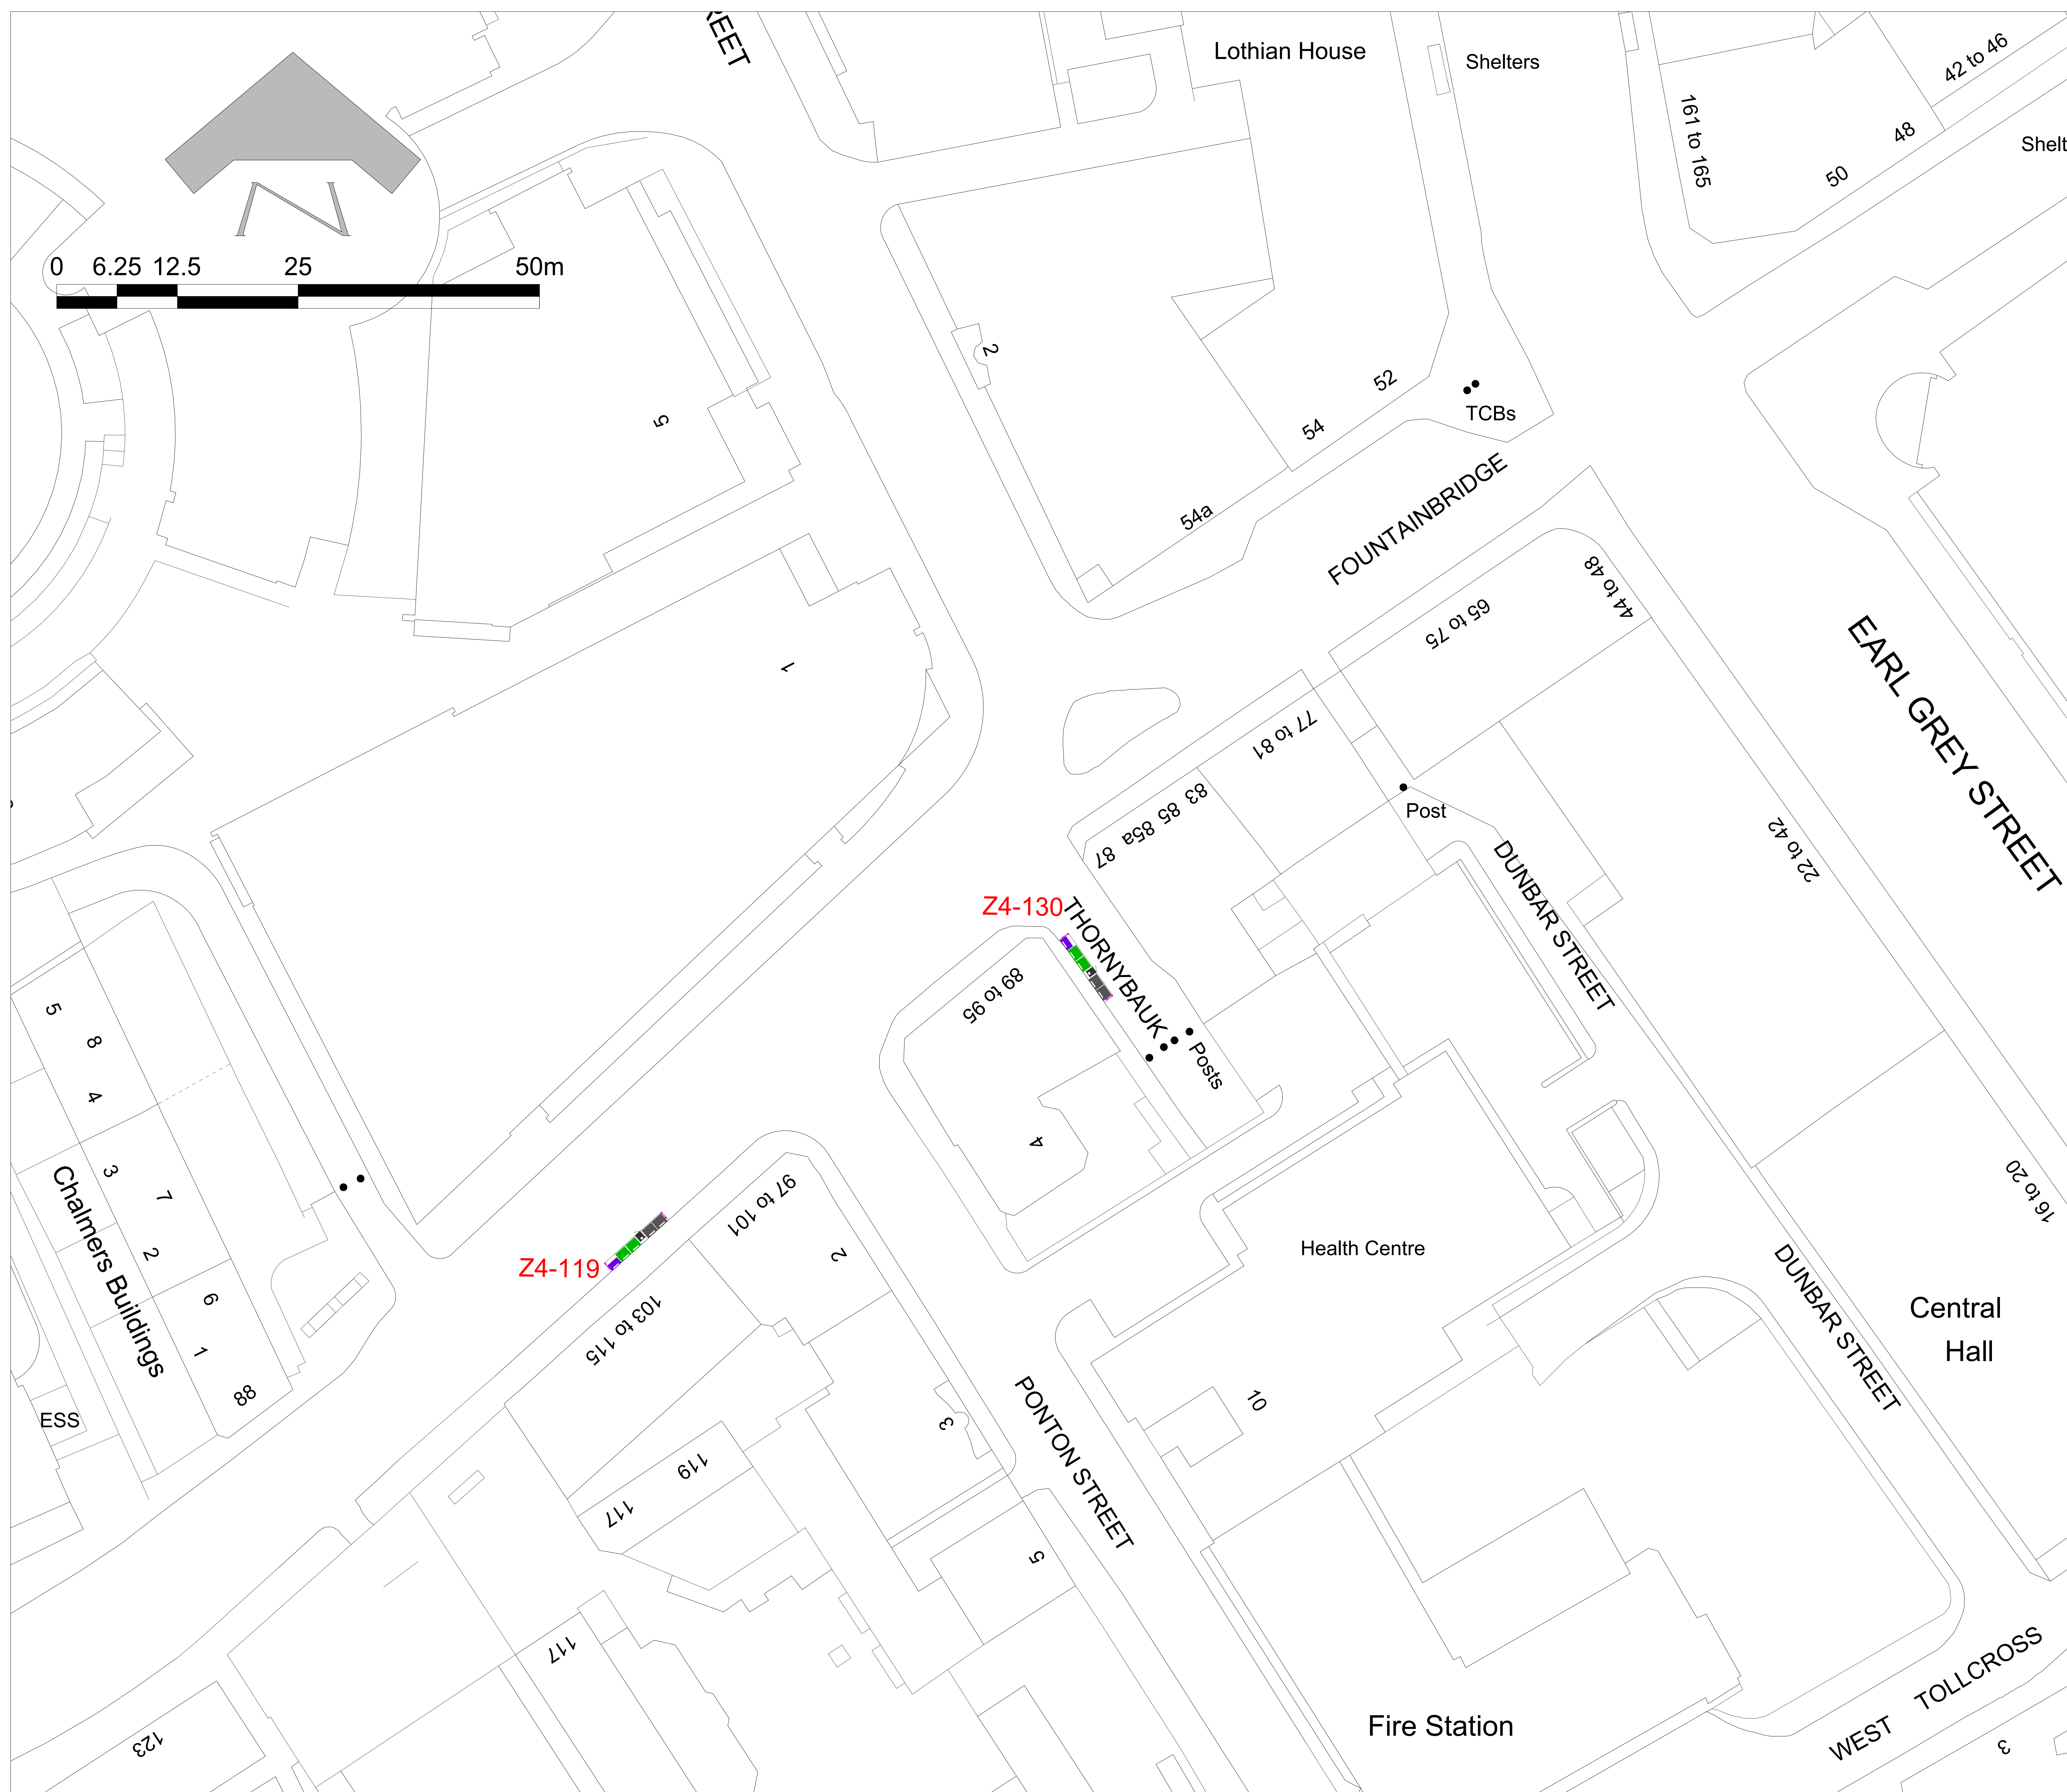 REET
Lothian House
Shelters
42 to 46
161 to 165
48
50
Shelt
N
0 6.25 12.5 25 50m
2
5
52
54
TCBs
54a
FOUNTAINBRIDGE
44 to 48
65 to 75
EARL GREY STREET
1
77 to 81
83 85 85a 87
Post
22 to 42
DUNBAR STREET
Z4-130
THORNYBAUK
89 to 95
Posts
4
5
8
4
3
7
2
6
1
88
Chalmers Buildings
ESS
97 to 101
2
Z4-119
103 to 115
Health Centre
16 to 20
DUNBAR STREET
Central
Hall
10
3
PONTON STREET
119
117
5
117
123
Fire Station
WEST TOLLCROSS
3